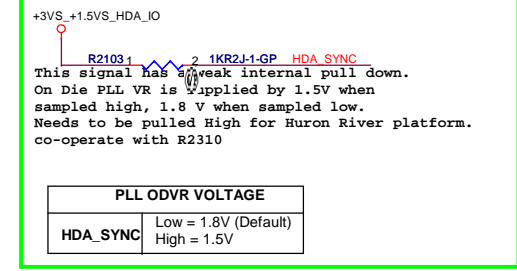 +3VS_+1.5VS_HDA_IO
R2103 1 2 1KR2J-1-GP HDA_SYNC
This signal has a weak internal pull down.
On Die PLL VR is supplied by 1.5V when
sampled high, 1.8 V when sampled low.
Needs to be pulled High for Huron River platform.
co-operate with R2310
PLL ODVR VOLTAGE
HDA_SYNC
Low = 1.8V (Default)
High = 1.5V